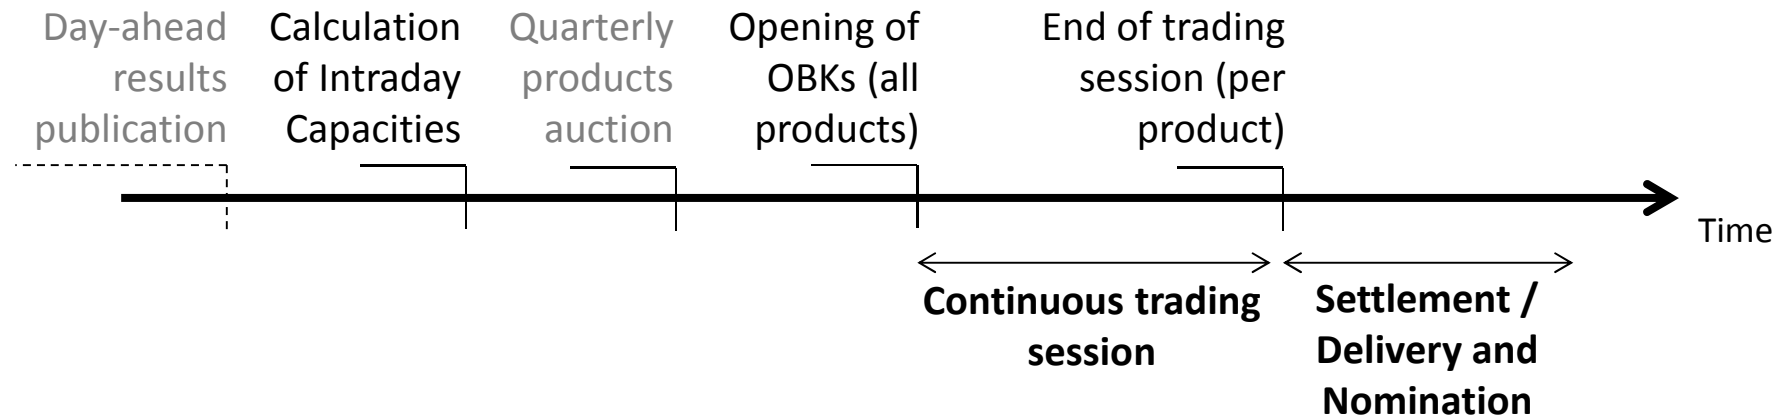 Day-ahead
results
publication
Calculation
of Intraday
Capacities
Quarterly
products
auction
Opening of
OBKs (all
products)
End of trading
session (per
product)
Time
Continuous trading
session
Settlement /
Delivery and
Nomination